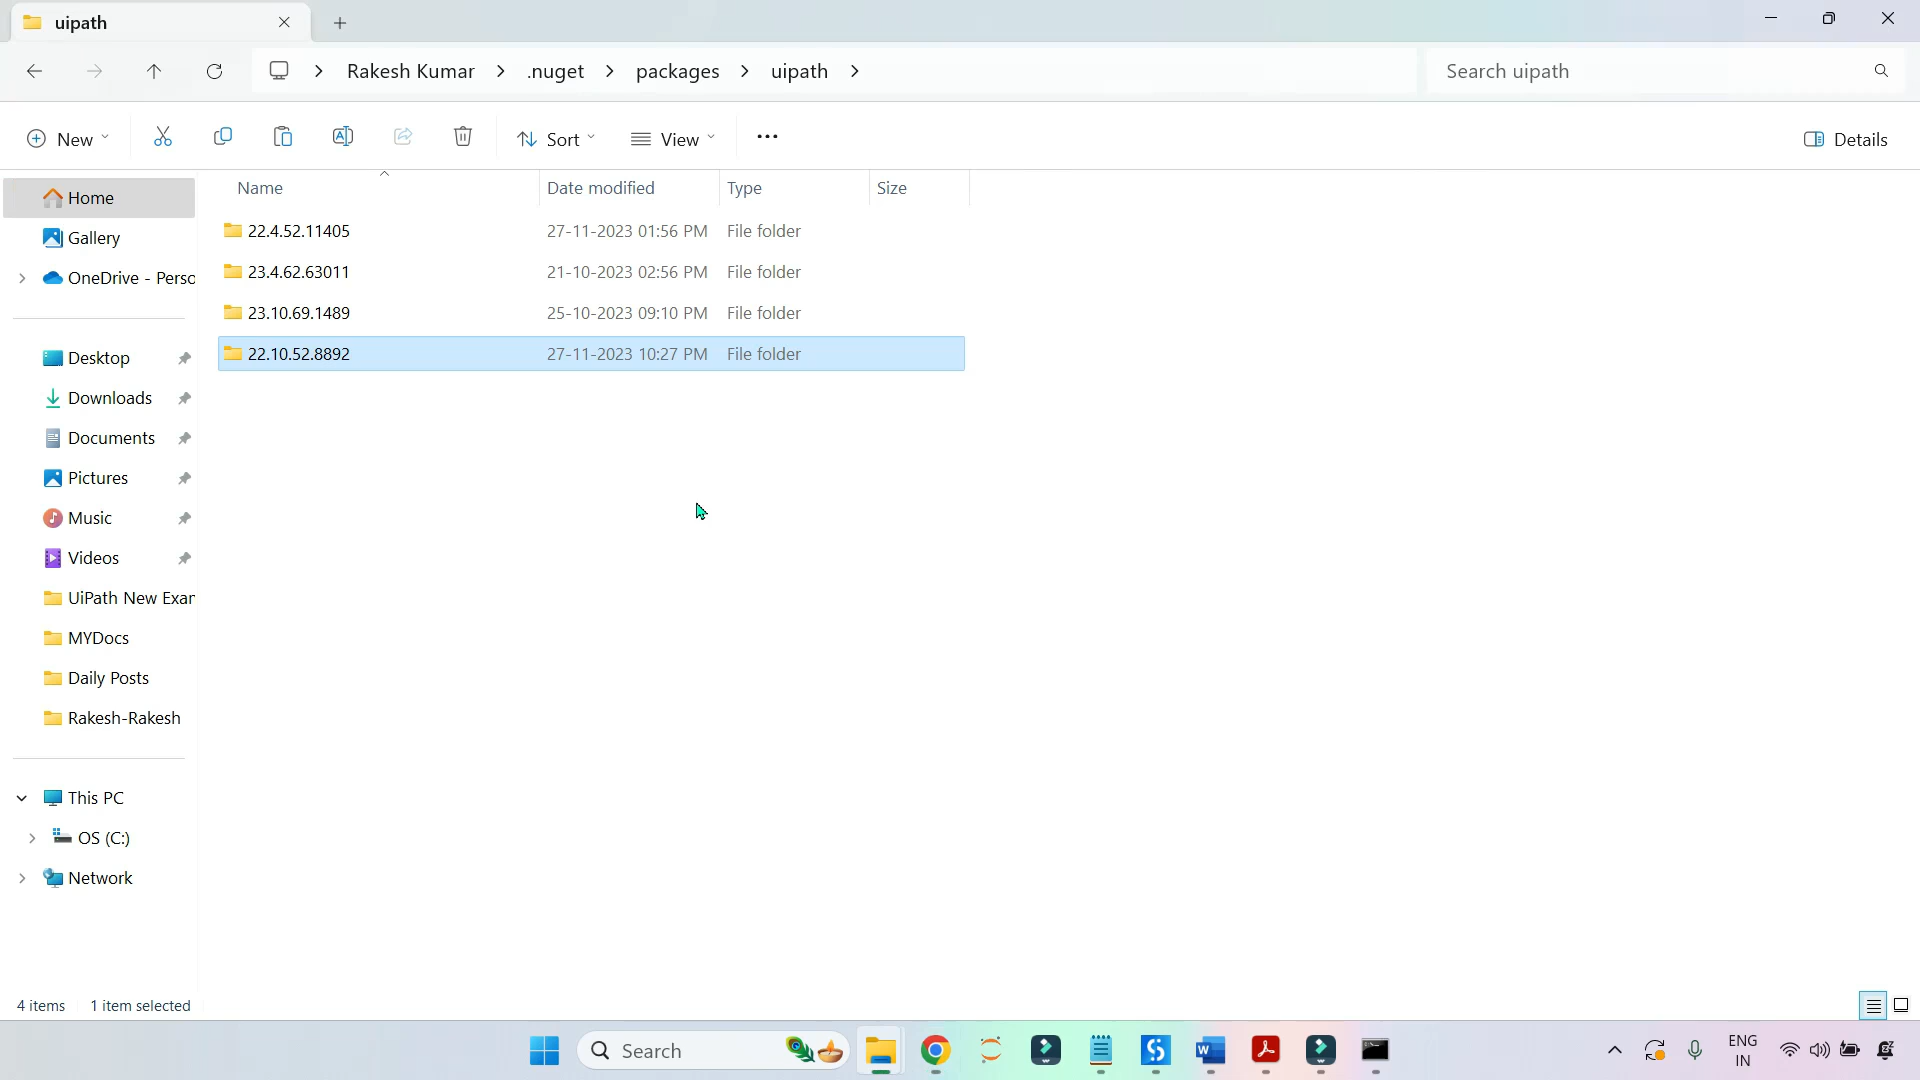 uipath
Rakesh Kumar > .nuget > packages > uipath >
Search uipath
New
Sort
View
Details
Name Date modified Type Size
22.4.52.11405 27-11-2023 01:56 PM File folder
23.4.62.63011 21-10-2023 02:56 PM File folder
23.10.69.1489 25-10-2023 09:10 PM File folder
22.10.52.8892 27-11-2023 10:27 PM File folder
Home
Gallery
OneDrive - Perso
Desktop
Downloads
Documents
Pictures
Music
Videos
UiPath New Exar
MYDocs
Daily Posts
Rakesh-Rakesh
This PC
OS (C:)
Network
4 items 1 item selected
Search
ENG
IN